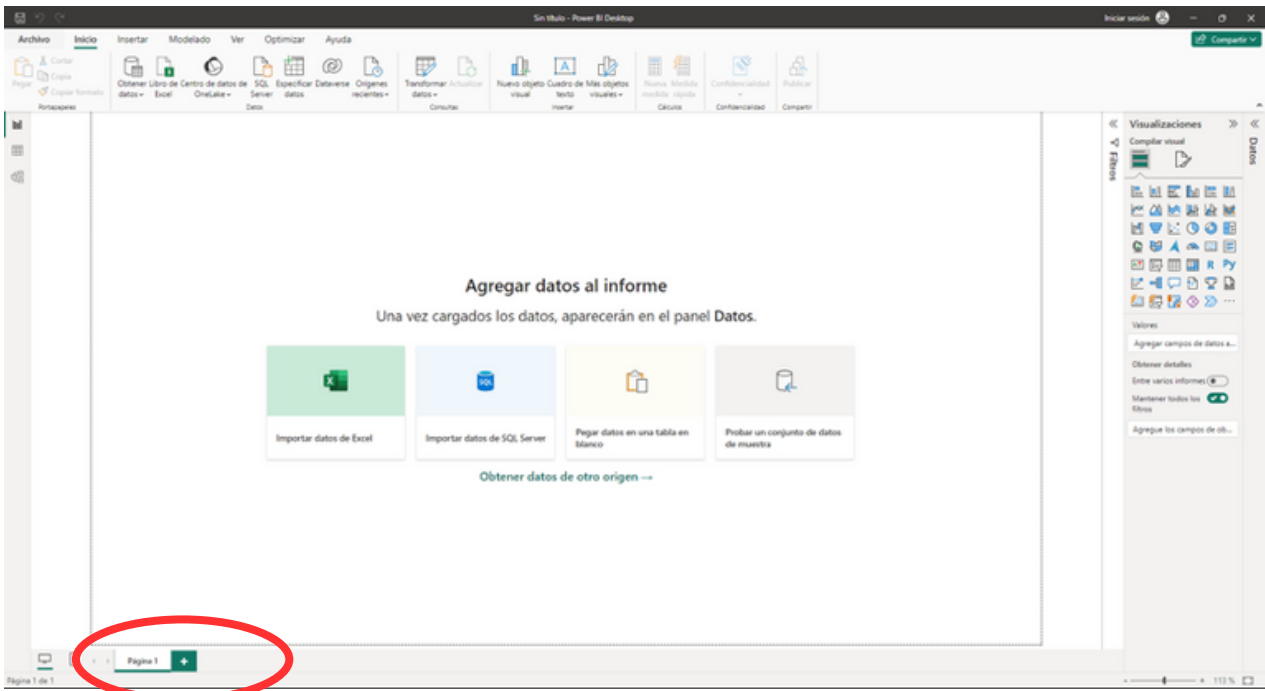 Sin título - Power BI Desktop
Iniciar sesión
Archivo Inicio Insertar Modelado Ver Optimizar Ayuda
Compartir
Pegar
Cortar
Copia
Copiar formato
Portapapeles
Obtener datos
Libro de Excel
Centro de datos de OneLake
SQL Server
Especificar datos
Dataverse
Orígenes recientes
Datos
Transformar datos
Actualizar
Consultas
Nuevo objeto visual
Cuadro de texto
Más objetos visuales
Insertar
Nueva medida
Medida rápida
Cálculos
Confidencialidad
Confidencialidad
Publicar
Compartir
Agregar datos al informe
Una vez cargados los datos, aparecerán en el panel Datos.
Importar datos de Excel
SQL
Importar datos de SQL Server
Pegar datos en una tabla en
blanco
Probar un conjunto de datos
de muestra
Obtener datos de otro origen →
Filtros
Visualizaciones
Compilar visual
R Py
Valores
Agregar campos de datos a...
Obtener detalles
Entre varios informes
Mantener todos los
filtros
Agregue los campos de ob...
Datos
Página 1
Página 1 de 1
113 %